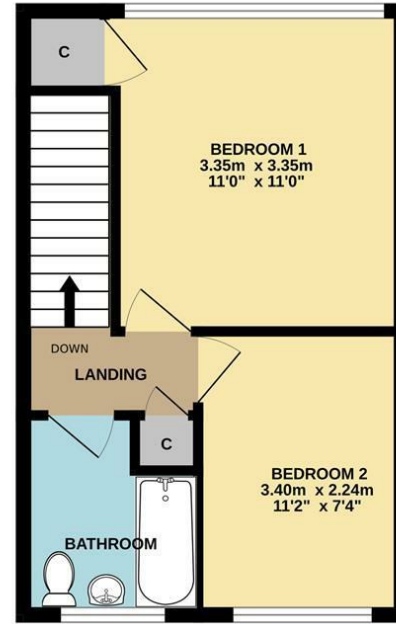 C
BEDROOM 1
3.35m x 3.35m
11'0" x 11'0"
DOWN
LANDING
C
BEDROOM 2
3.40m x 2.24m
11'2" x 7'4"
BATHROOM